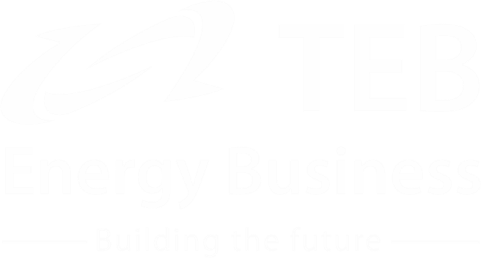 TEB
Energy Business
Building the future